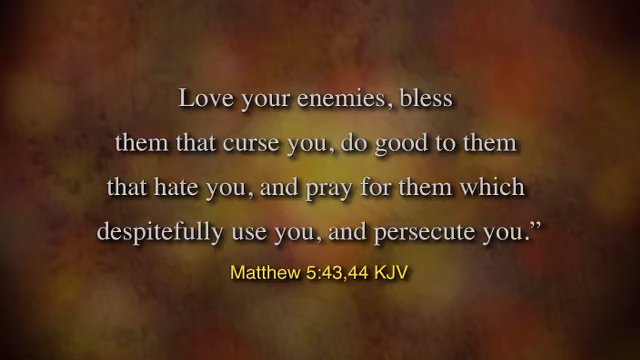 Love your enemies, bless
them that curse you, do good to them
that hate you, and pray for them which
despitefully use you, and persecute you.”
Matthew 5:43,44 KJV